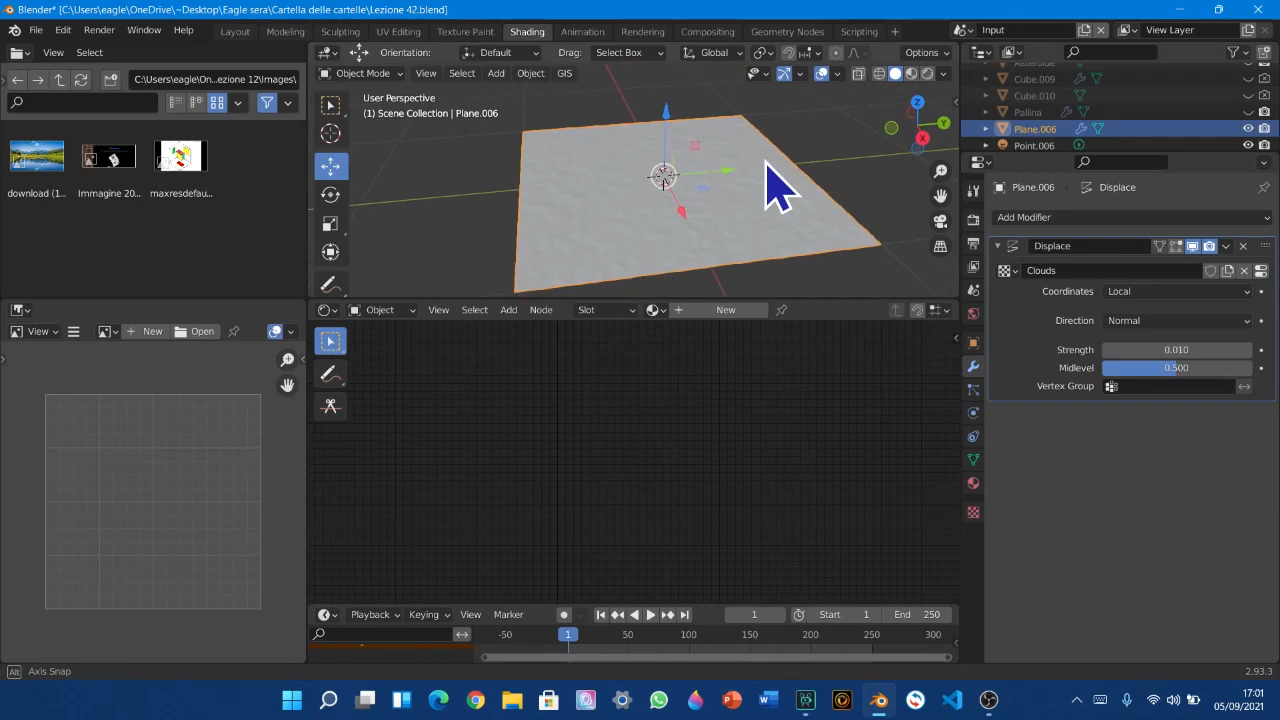 Blender* [C:\Users\eagle\OneDrive\~Desktop\Eagle sera\Cartella delle cartelle\Lezione 42.blend]
File Edit Render Window Help Layout Modeling Sculpting UV Editing Texture Paint Shading Animation Rendering Compositing Geometry Nodes Scripting + Input View Layer
View Select
Orientation: Default Drag: Select Box Global Options
Object Mode View Select Add Object GIS
C:\Users\eagle\On...ezione 12\Images\
User Perspective
(1) Scene Collection | Plane.006
Z
Y
X
download (1... Immagine 20... maxresdefau...
Asteroide
Cube.009
Cube.010
Pallina
Plane.006
Point.006
Plane.006 Displace
Add Modifier
Displace
Clouds
Coordinates Local
Direction Normal
Strength 0.010
Midlevel 0.500
Vertex Group
View New Open
Object View Select Add Node Slot New
Playback Keying View Marker 1 Start 1 End 250
-50 1 50 100 150 200 250 300
Alt Axis Snap 2.93.3
17:01
05/09/2021